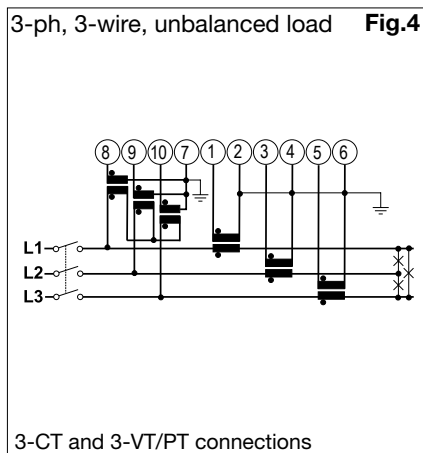 3-ph, 3-wire, unbalanced load Fig.4
8 9 10 7 1 2 3 4 5 6
L1
L2
L3
3-CT and 3-VT/PT connections